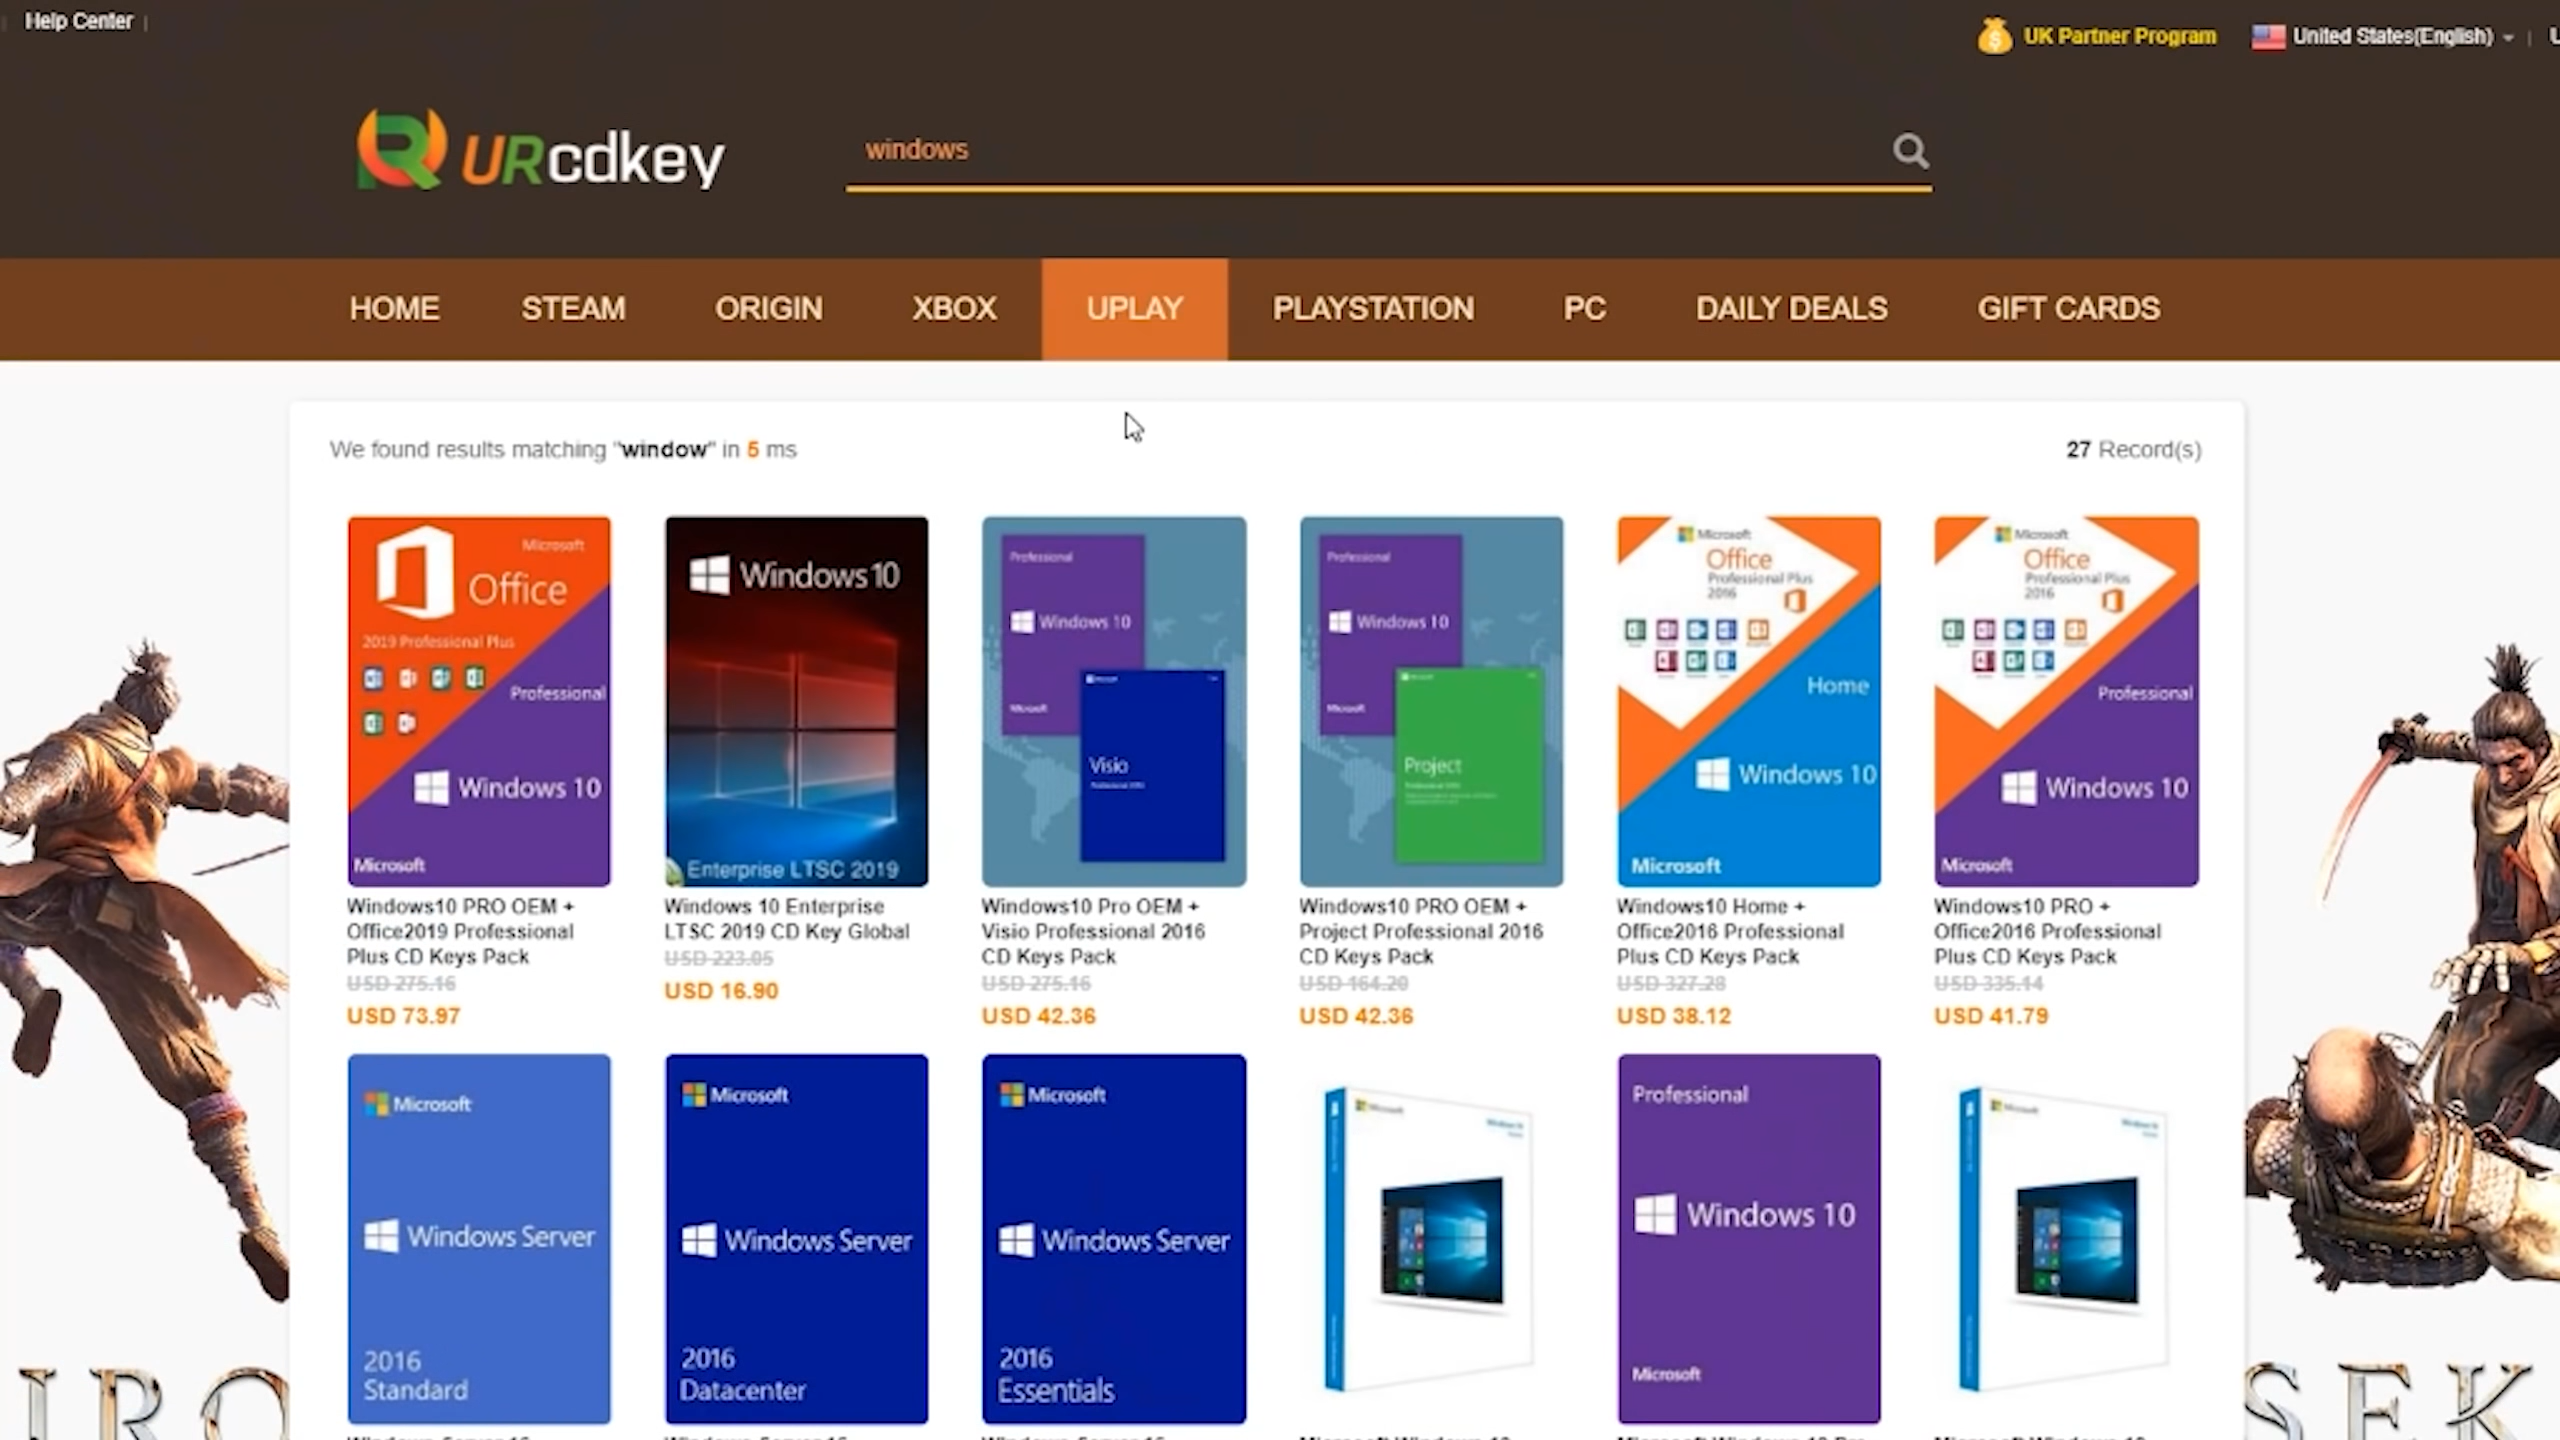 Help Center
UK Partner Program
United States(English)
URcdkey
windows
HOME
STEAM
ORIGIN
XBOX
UPLAY
PLAYSTATION
PC
DAILY DEALS
GIFT CARDS
We found results matching "window" in 5 ms
27 Record(s)
Microsoft
Office
2019 Professional Plus
Professional
Windows 10
Microsoft
Windows10 PRO OEM +
Office2019 Professional
Plus CD Keys Pack
USD 275.16
USD 73.97
Windows 10
Enterprise LTSC 2019
Windows 10 Enterprise
LTSC 2019 CD Key Global
USD 223.05
USD 16.90
Professional
Windows 10
Microsoft
Visio
Windows10 Pro OEM +
Visio Professional 2016
CD Keys Pack
USD 275.16
USD 42.36
Professional
Windows 10
Microsoft
Project
Windows10 PRO OEM +
Project Professional 2016
CD Keys Pack
USD 164.20
USD 42.36
Microsoft
Office
Professional Plus
2016
Home
Windows 10
Microsoft
Windows10 Home +
Office2016 Professional
Plus CD Keys Pack
USD 327.28
USD 38.12
Microsoft
Office
Professional Plus
2016
Professional
Windows 10
Microsoft
Windows10 PRO +
Office2016 Professional
Plus CD Keys Pack
USD 335.14
USD 41.79
Microsoft
Windows Server
2016
Standard
Microsoft
Windows Server
2016
Datacenter
Microsoft
Windows Server
2016
Essentials
Professional
Windows 10
Microsoft
IRO
SEK